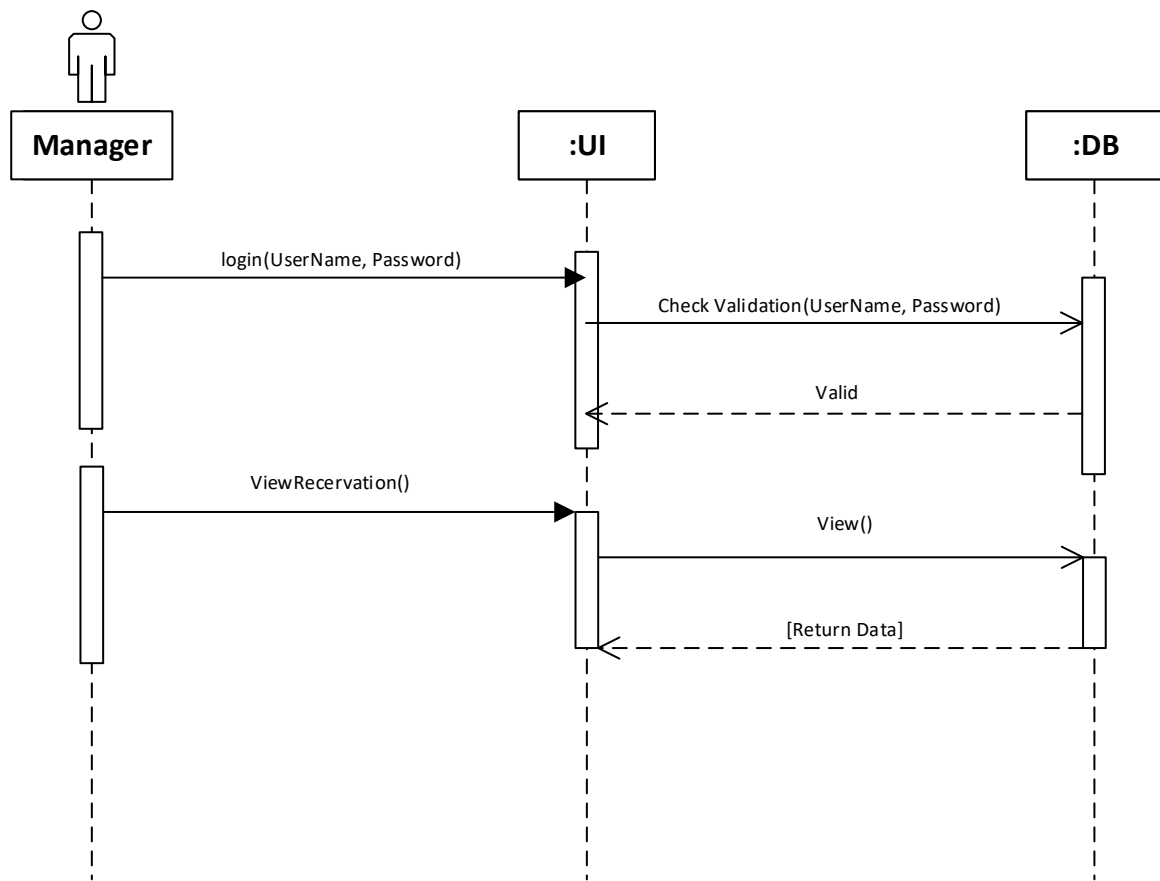 Manager
:UI
:DB
login(UserName, Password)
Check Validation(UserName, Password)
Valid
ViewRecervation()
View()
[Return Data]